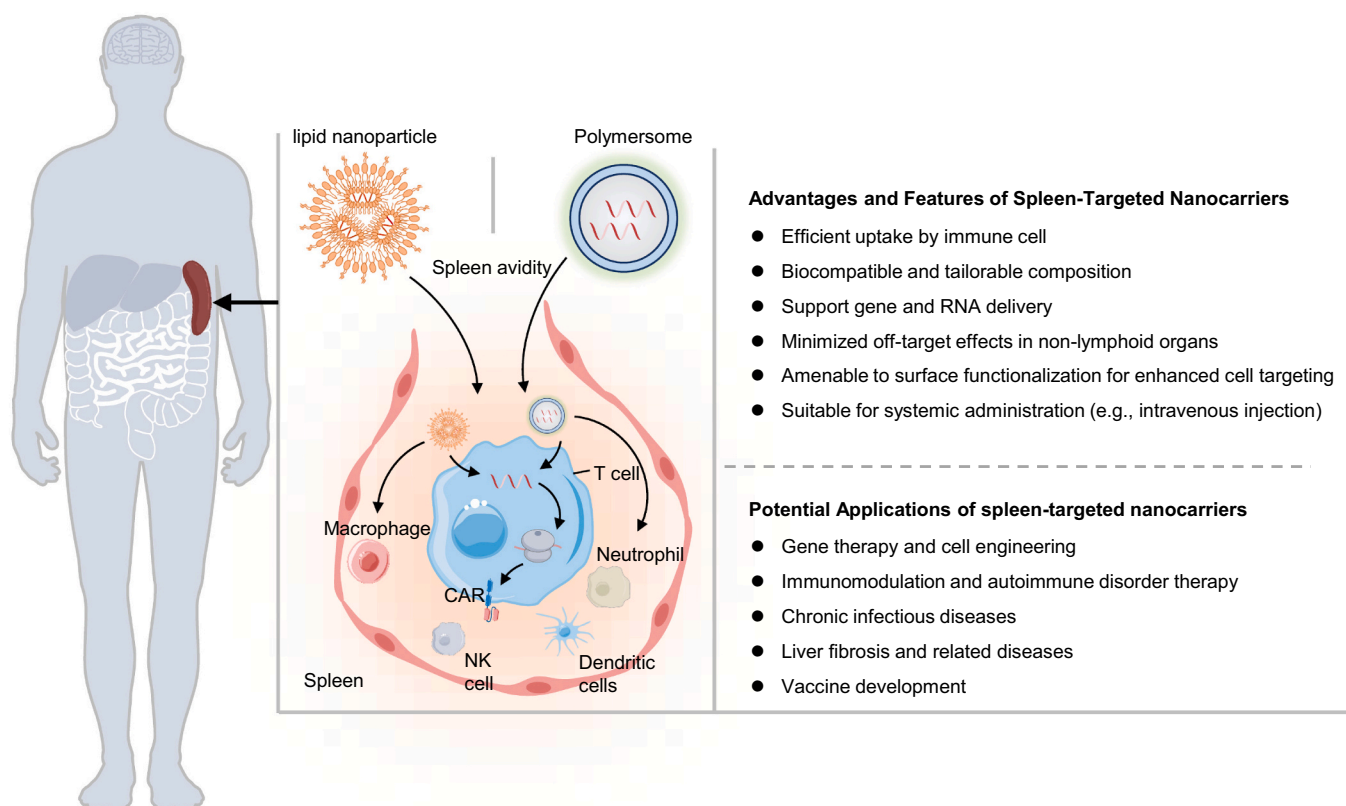 lipid nanoparticle
Polymersome
Spleen avidity
T cell
Macrophage
Neutrophil
CAR
NK
cell
Dendritic
cells
Spleen
Advantages and Features of Spleen-Targeted Nanocarriers
● Efficient uptake by immune cell
● Biocompatible and tailorable composition
● Support gene and RNA delivery
● Minimized off-target effects in non-lymphoid organs
● Amenable to surface functionalization for enhanced cell targeting
● Suitable for systemic administration (e.g., intravenous injection)
Potential Applications of spleen-targeted nanocarriers
● Gene therapy and cell engineering
● Immunomodulation and autoimmune disorder therapy
● Chronic infectious diseases
● Liver fibrosis and related diseases
● Vaccine development